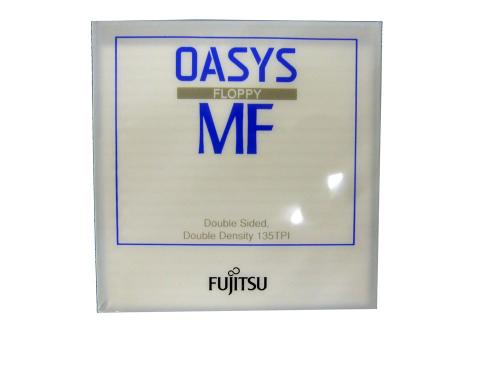 OASYS
FLOPPY
MF
Double Sided,
Double Density 135TPI
FUJITSU